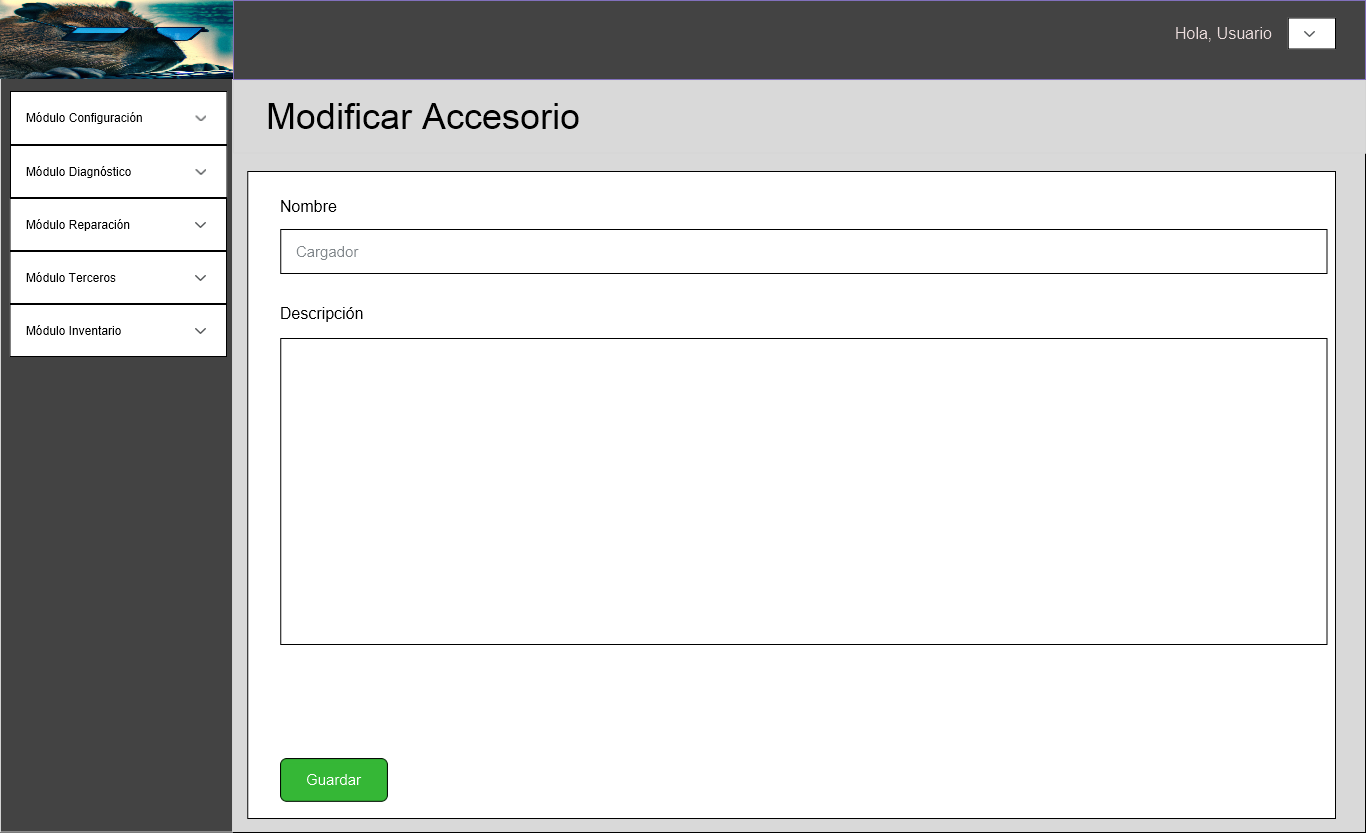 Hola, Usuario
Módulo Configuración
Módulo Diagnóstico
Módulo Reparación
Módulo Terceros
Módulo Inventario
Modificar Accesorio
Nombre
Cargador
Descripción
Guardar